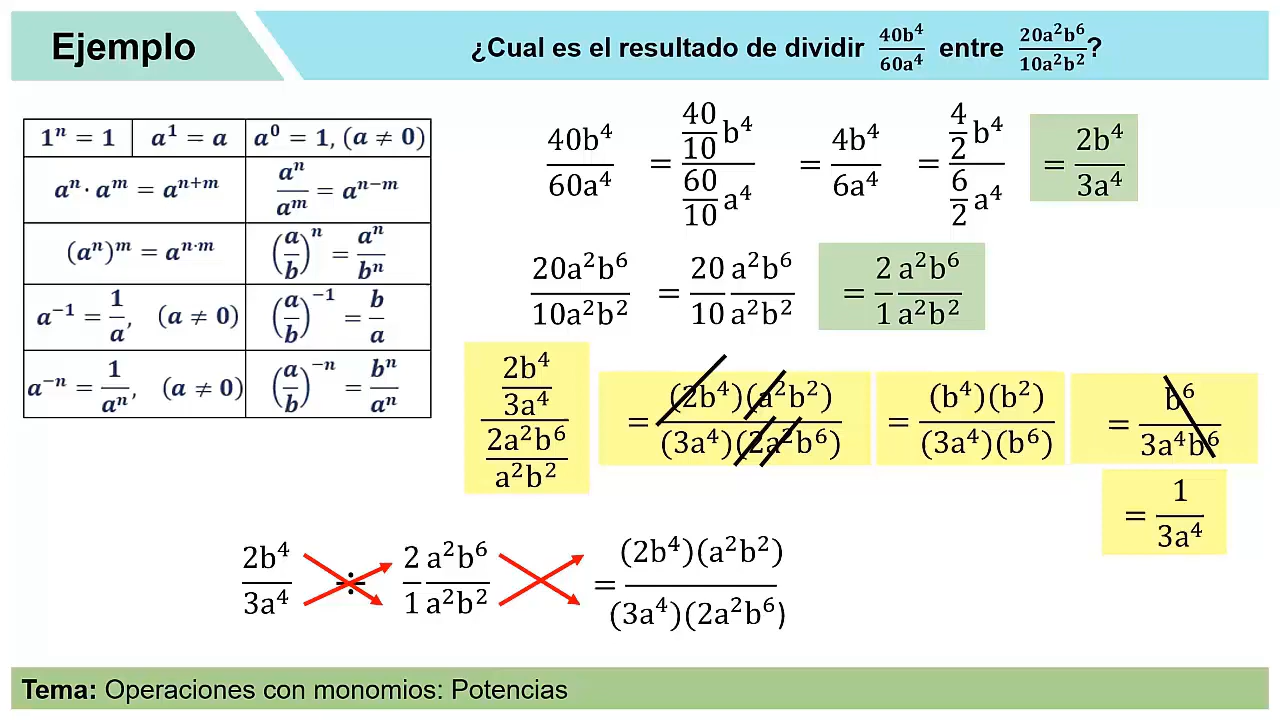 Ejemplo
¿Cual es el resultado de dividir 40b⁴/60a⁴ entre 20a²b⁶/10a²b²?
1ⁿ = 1 a¹ = a a⁰ = 1, (a ≠ 0)
aⁿ · aᵐ = aⁿ⁺ᵐ aⁿ/aᵐ = aⁿ⁻ᵐ
(aⁿ)ᵐ = aⁿ·ᵐ (a/b)ⁿ = aⁿ/bⁿ
a⁻¹ = 1/a, (a ≠ 0) (a/b)⁻¹ = b/a
a⁻ⁿ = 1/aⁿ, (a ≠ 0) (a/b)⁻ⁿ = bⁿ/aⁿ
40b⁴/60a⁴ = (40/10 b⁴)/(60/10 a⁴) = 4b⁴/6a⁴ = (4/2 b⁴)/(6/2 a⁴) = 2b⁴/3a⁴
20a²b⁶/10a²b² = 20/10 a²b⁶/a²b² = 2/1 a²b⁶/a²b²
(2b⁴/3a⁴)/(2a²b⁶/a²b²) = (2b⁴)(a²b²)/(3a⁴)(2a²b⁶) = (b⁴)(b²)/(3a⁴)(b⁶) = b⁶/3a⁴b⁶
= 1/3a⁴
2b⁴/3a⁴ ÷ 2/1 a²b⁶/a²b² = (2b⁴)(a²b²)/(3a⁴)(2a²b⁶)
Tema: Operaciones con monomios: Potencias